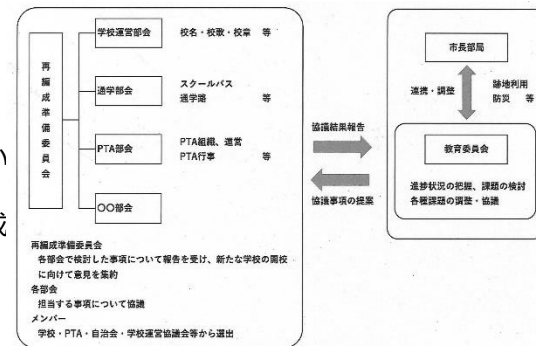 再編成準備委員会
学校運営部会
校名・校歌・校章 等
通学部会
スクールバス
通学路 等
PTA部会
PTA組織、運営
PTA行事 等
〇〇部会
再編成準備委員会
各部会で検討した事項について報告を受け、新たな学校の開校
に向けて意見を集約
各部会
担当する事項について協議
メンバー
学校・PTA・自治会・学校運営協議会等から選出
協議結果報告
協議事項の提案
市長部局
連携・調整
跡地利用
防災 等
教育委員会
進捗状況の把握、課題の検討
各種課題の調整・協議